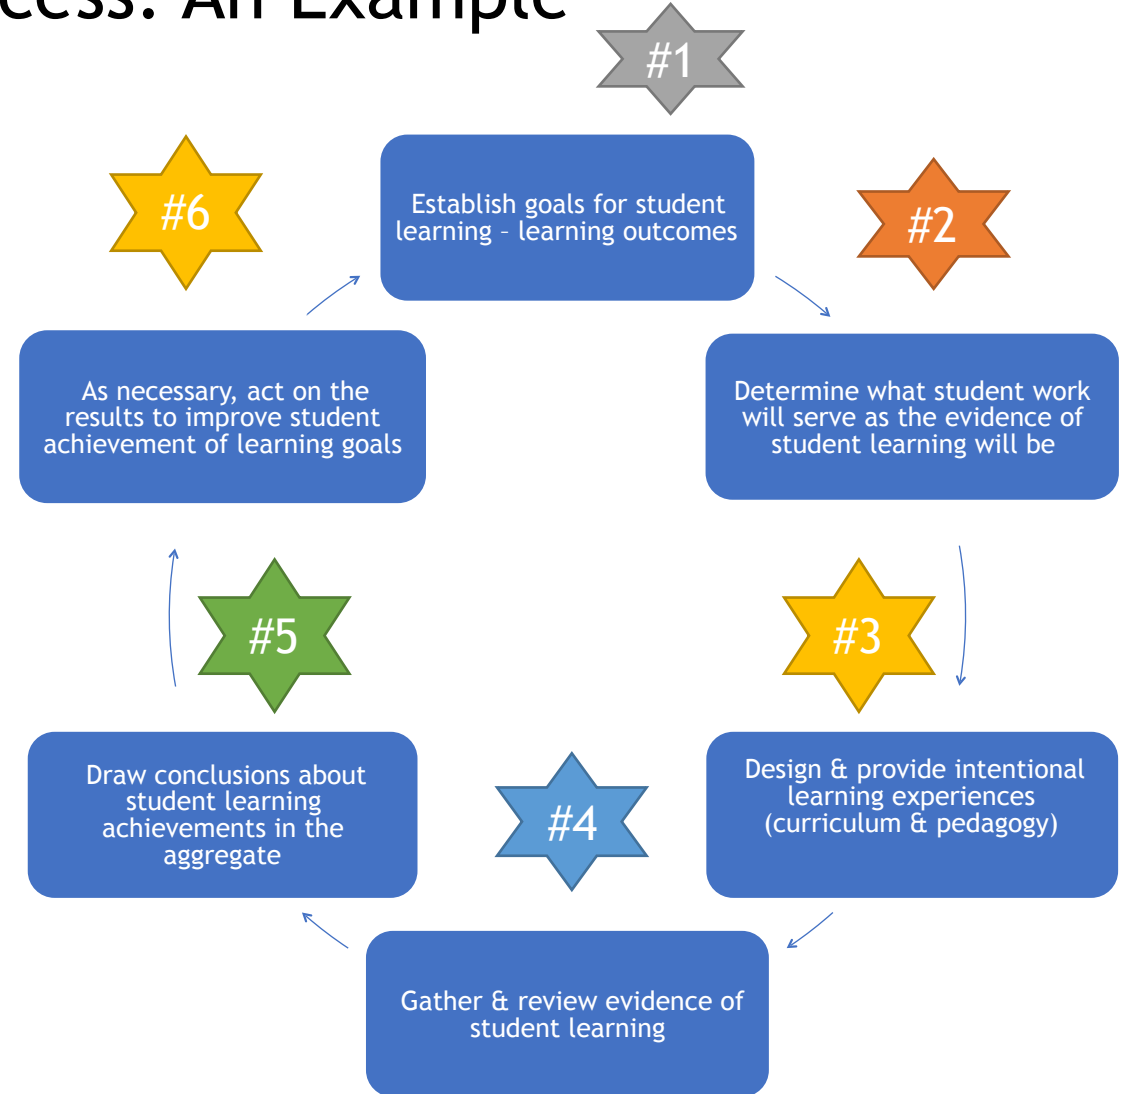 cess: An Example
#1
Establish goals for student
learning – learning outcomes
#2
Determine what student work
will serve as the evidence of
student learning will be
#3
Design & provide intentional
learning experiences
(curriculum & pedagogy)
#4
Gather & review evidence of
student learning
#5
Draw conclusions about
student learning
achievements in the
aggregate
#6
As necessary, act on the
results to improve student
achievement of learning goals